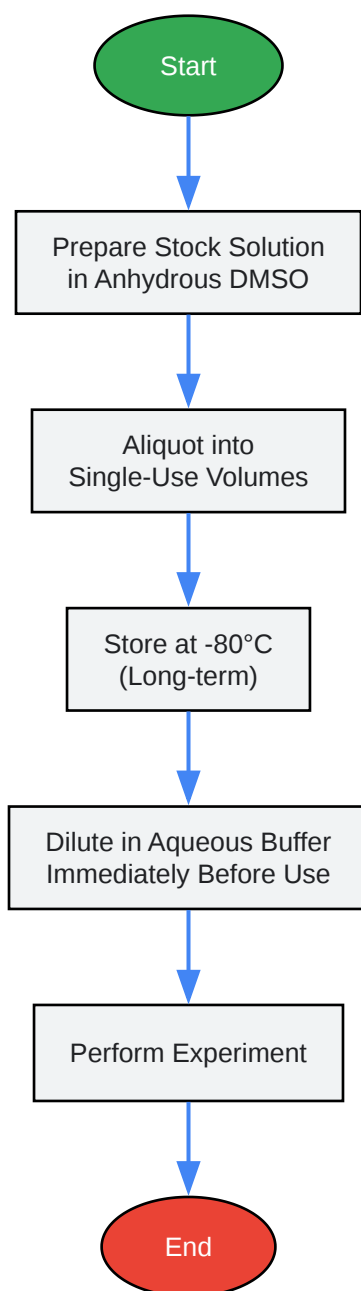 Start
Prepare Stock Solution
in Anhydrous DMSO
Aliquot into
Single-Use Volumes
Store at -80°C
(Long-term)
Dilute in Aqueous Buffer
Immediately Before Use
Perform Experiment
End